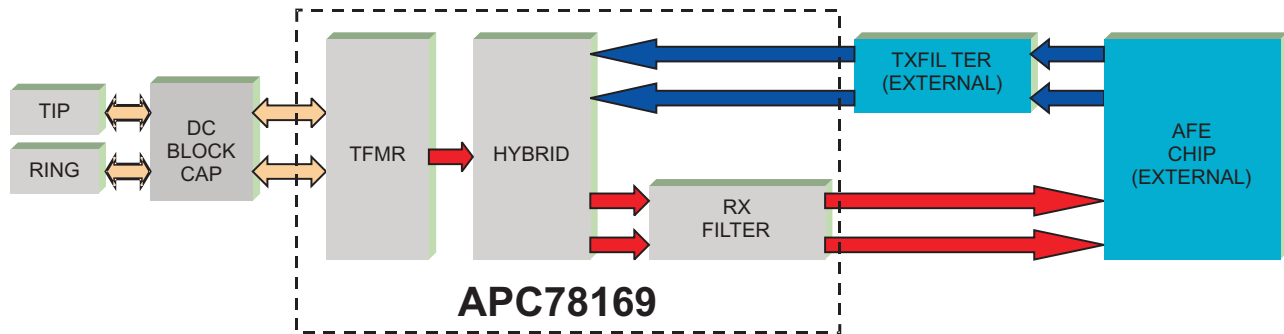 TIP
RING
DC
BLOCK
CAP
TFMR
HYBRID
RX
FILTER
TXFIL TER
(EXTERNAL)
AFE
CHIP
(EXTERNAL)
APC78169